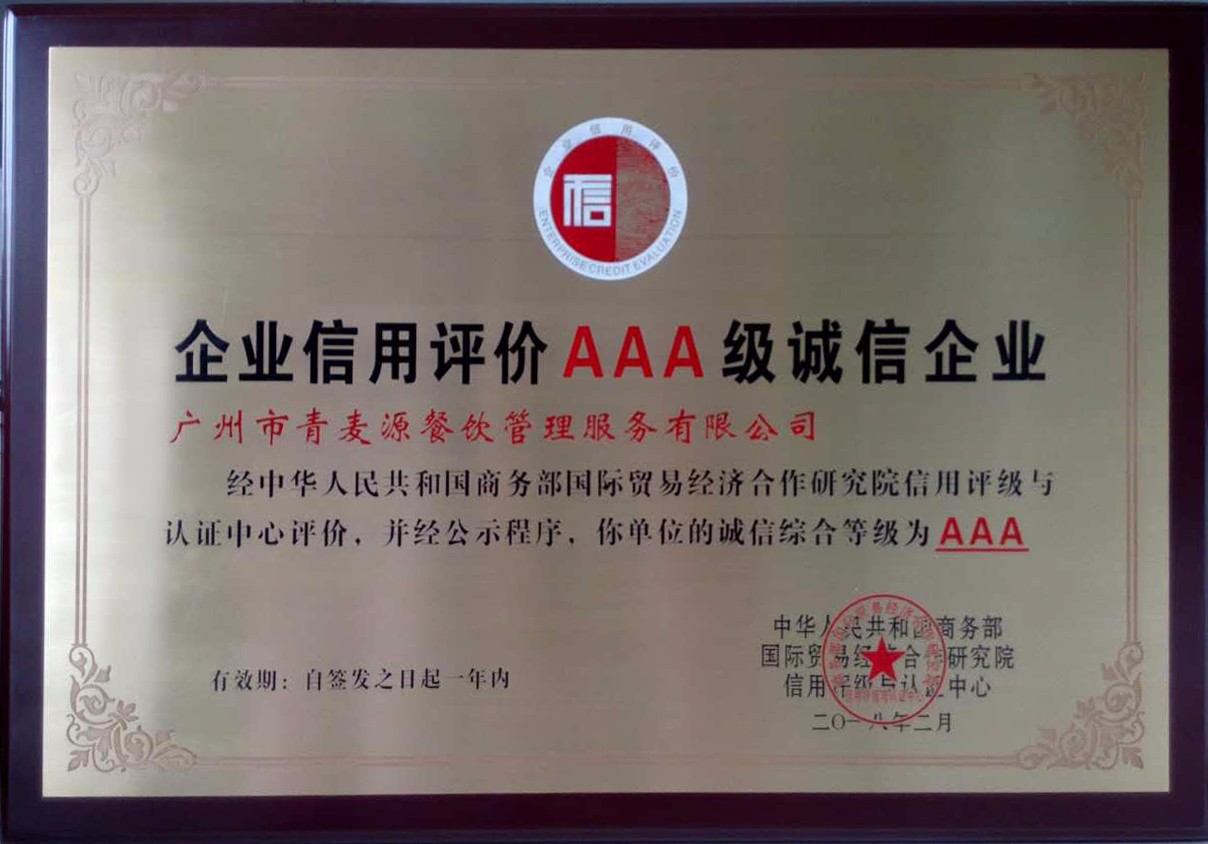 企业信用评价
信
ENTERPRISE CREDIT EVALUATION
企业信用评价AAA级诚信企业
广州市青麦源餐饮管理服务有限公司
经中华人民共和国商务部国际贸易经济合作研究院信用评级与
认证中心评价，并经公示程序，你单位的诚信综合等级为AAA
中华人民共和国商务部
国际贸易经济合作研究院
信用评级与认证中心
有效期：自签发之日起一年内
二〇一八年二月